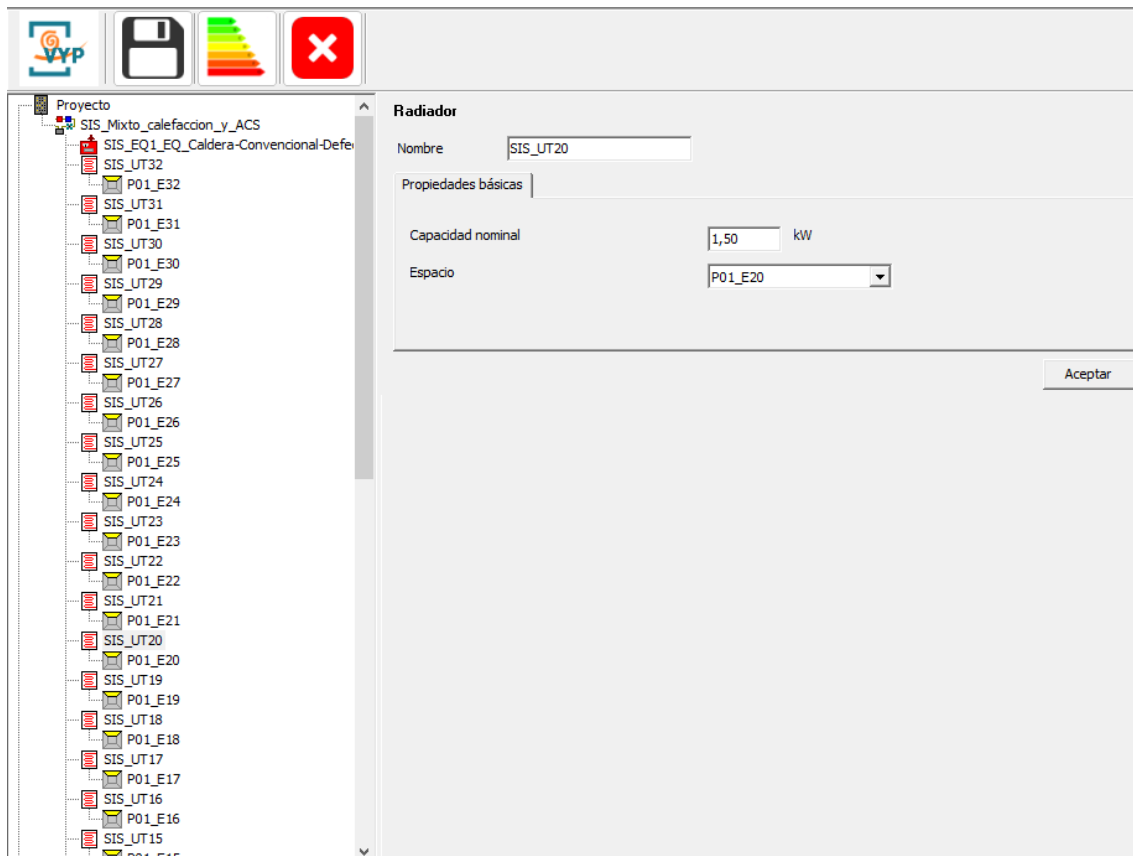 VYP
Proyecto
SIS_Mixto_calefaccion_y_ACS
SIS_EQ1_EQ_Caldera-Convencional-Defe
SIS_UT32
P01_E32
SIS_UT31
P01_E31
SIS_UT30
P01_E30
SIS_UT29
P01_E29
SIS_UT28
P01_E28
SIS_UT27
P01_E27
SIS_UT26
P01_E26
SIS_UT25
P01_E25
SIS_UT24
P01_E24
SIS_UT23
P01_E23
SIS_UT22
P01_E22
SIS_UT21
P01_E21
SIS_UT20
P01_E20
SIS_UT19
P01_E19
SIS_UT18
P01_E18
SIS_UT17
P01_E17
SIS_UT16
P01_E16
SIS_UT15
P01_E15
Radiador
Nombre SIS_UT20
Propiedades básicas
Capacidad nominal 1,50 kW
Espacio P01_E20
Aceptar